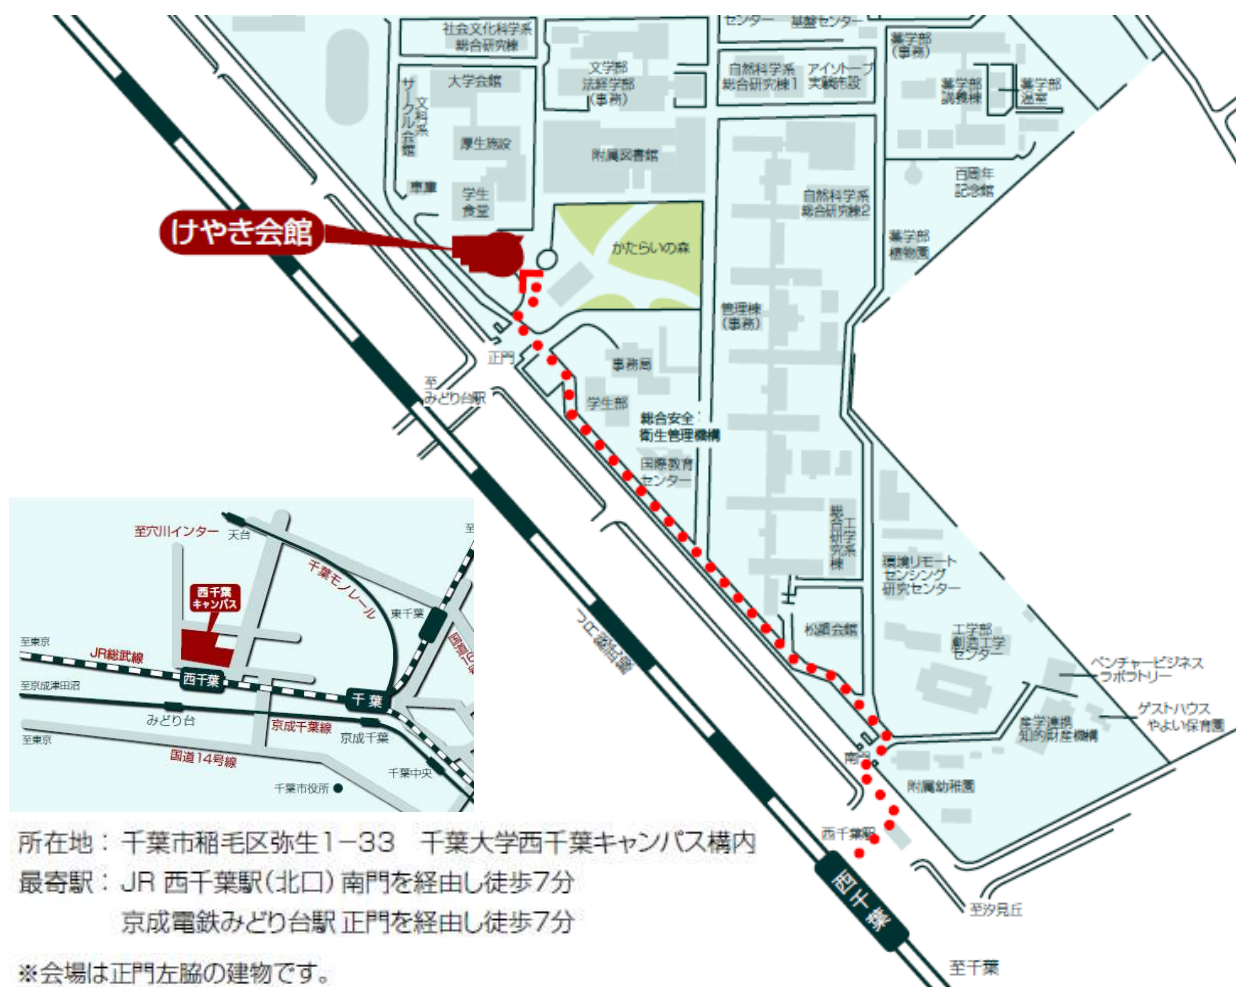 社会文化科学系
総合研究棟
センター
基盤センター
薬学部
(事務)
大学会館
文学部
法経学部
(事務)
自然科学系
総合研究棟1
アイソトープ
実験施設
薬学部
講義棟
薬学部
温室
文科系
サークル会館
厚生施設
附属図書館
百周年
記念館
車庫
学生
食堂
自然科学系
総合研究棟2
けやき会館
かたらいの森
薬学部
植物園
管理棟
(事務)
正門
事務局
至
みどり台駅
学生部
総合安全
衛生管理機構
国際教育
センター
総合工学系
研究棟
環境リモート
センシング
研究センター
JR総武線
松韻会館
工学部
創造工学
センター
ベンチャービジネス
ラボラトリー
ゲストハウス
やよい保育園
産学連携
知的財産機構
南門
附属幼稚園
西千葉駅
西千葉
至汐見丘
至千葉
至穴川インター
天台
千葉モノレール
西千葉
キャンパス
東千葉
至東京
JR総武線
西千葉
千葉
至京成津田沼
みどり台
京成千葉線
京成千葉
至東京
国道14号線
千葉中央
千葉市役所
所在地：千葉市稲毛区弥生1−33 千葉大学西千葉キャンパス構内
最寄駅：JR 西千葉駅(北口) 南門を経由し徒歩7分
京成電鉄みどり台駅 正門を経由し徒歩7分
※会場は正門左脇の建物です。